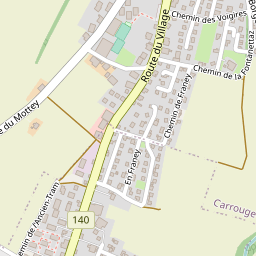 Chemin des Voigires
Route du Village
Chemin de la Fontanettaz
du Mottey
Chemin de Franey
En Franey
Carrouge
Chemin de l'Ancien-Tram
140